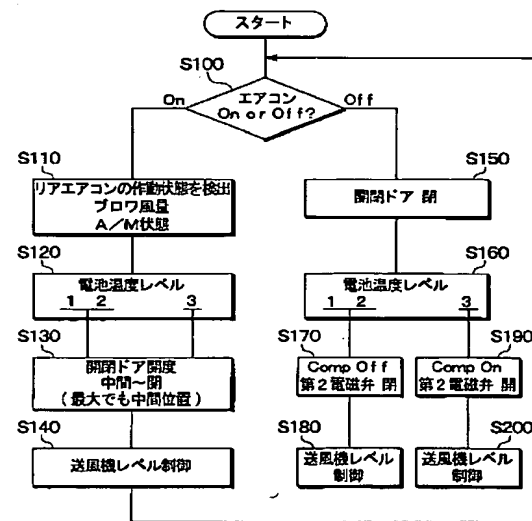 スタート
S100
エアコン
On or Off?
On
Off
S110
リアエアコンの作動状態を検出
ブロワ風量
A／M状態
S120
電池温度レベル
1 2 3
S130
開閉ドア開度
中間～閉
(最大でも中間位置)
S140
送風機レベル制御
S150
開閉ドア 閉
S160
電池温度レベル
1 2 3
S170
Comp Off
第2電磁弁 閉
S180
送風機レベル
制御
S190
Comp On
第2電磁弁 開
S200
送風機レベル
制御